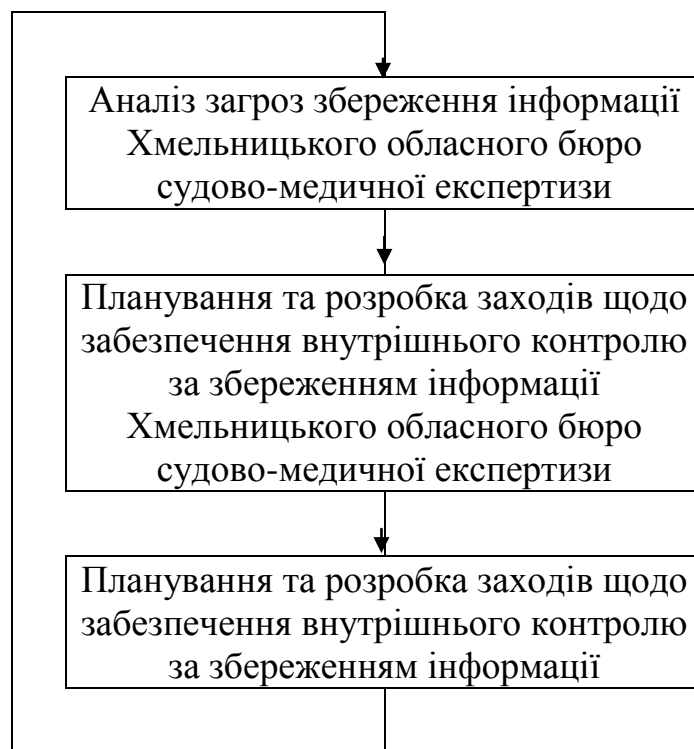 Аналіз загроз збереження інформації
Хмельницького обласного бюро
судово-медичної експертизи
Планування та розробка заходів щодо
забезпечення внутрішнього контролю
за збереженням інформації
Хмельницького обласного бюро
судово-медичної експертизи
Планування та розробка заходів щодо
забезпечення внутрішнього контролю
за збереженням інформації